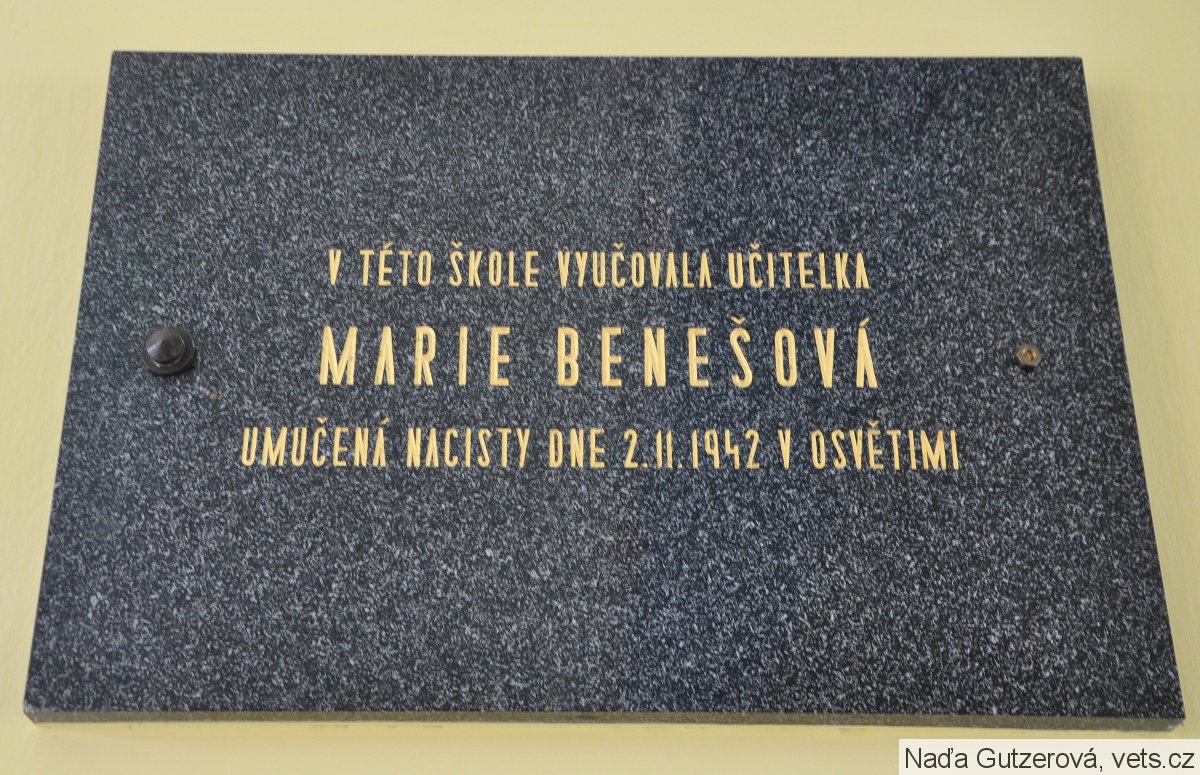 V TÉTO ŠKOLE VYUČOVALA UČITELKA
MARIE BENEŠOVÁ
UMUČENÁ NACISTY DNE 2.11.1942 V OSVĚTIMI
Naďa Gutzerová, vets.cz